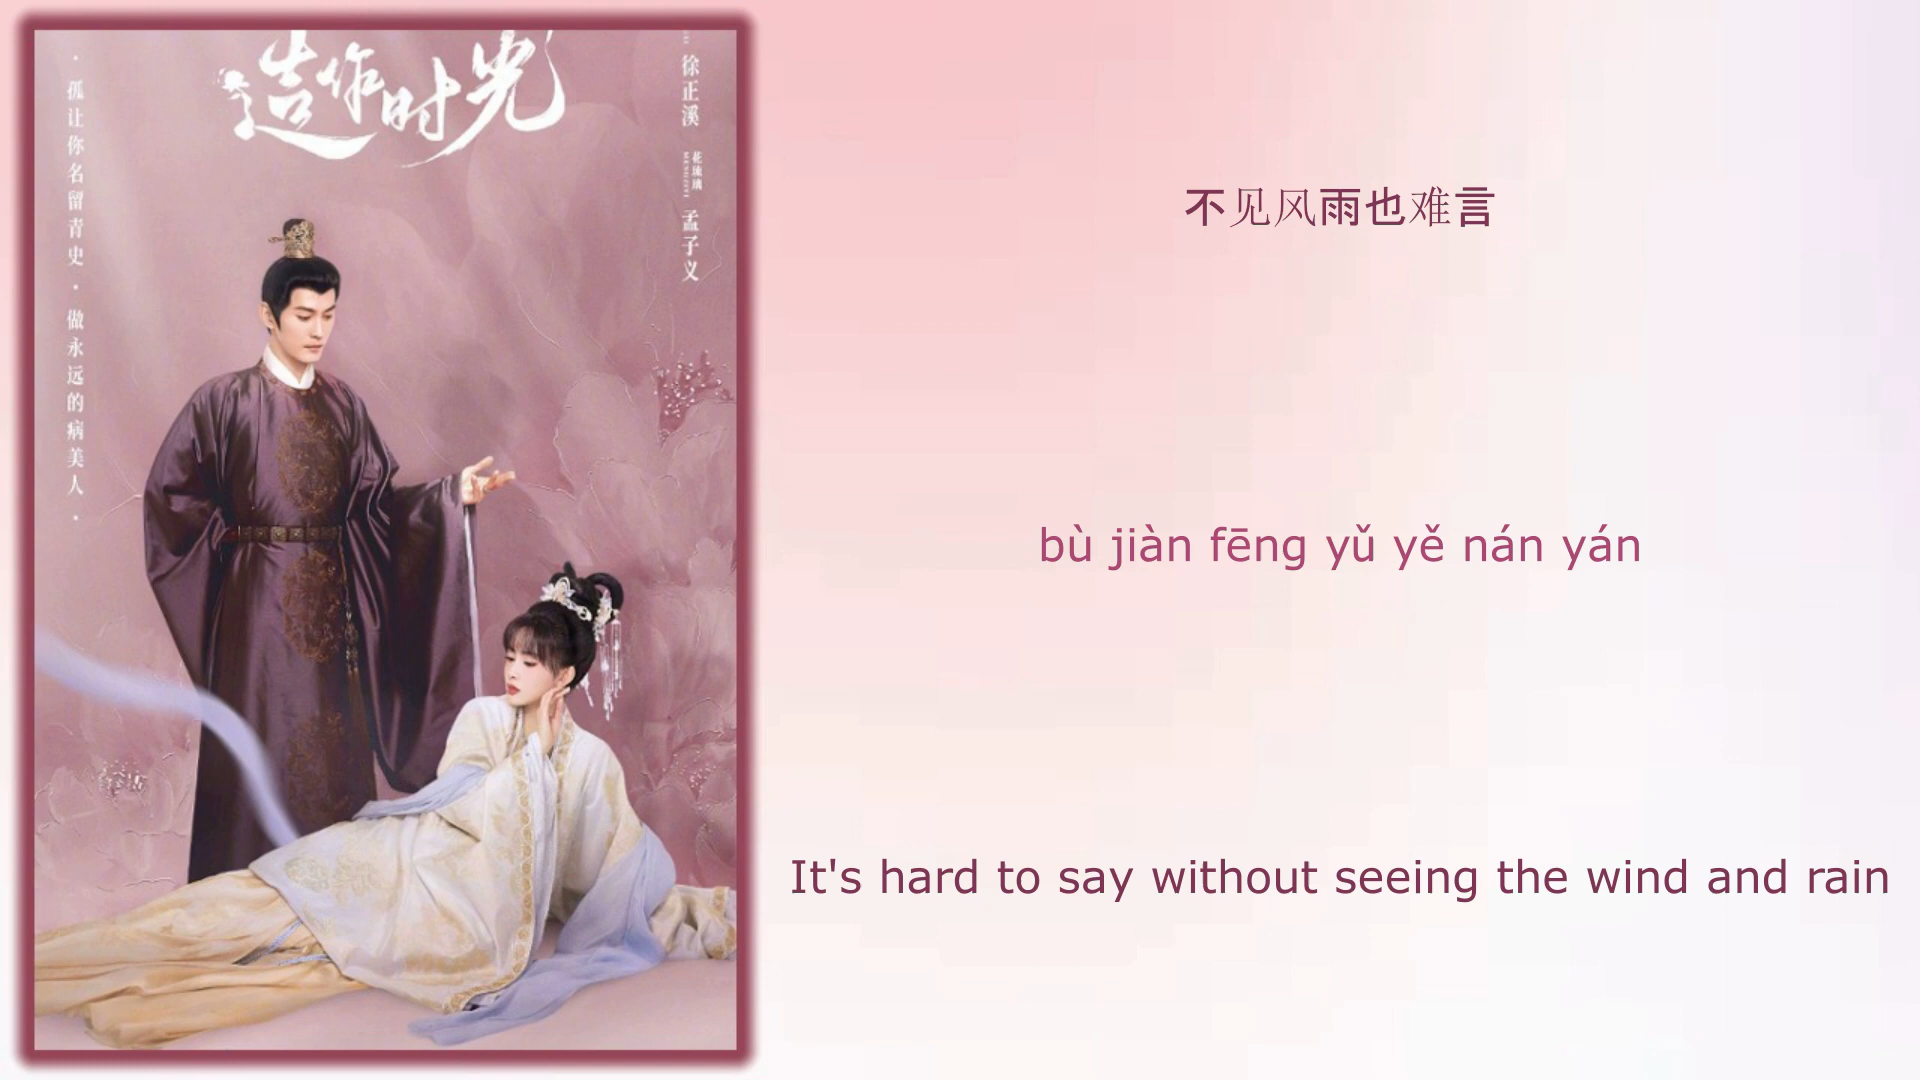 造作时光
· 孤让你名留青史 · 做永远的病美人 ·
徐正溪
花琉璃
孟子义
不见风雨也难言
bù jiàn fēng yǔ yě nán yán
It's hard to say without seeing the wind and rain